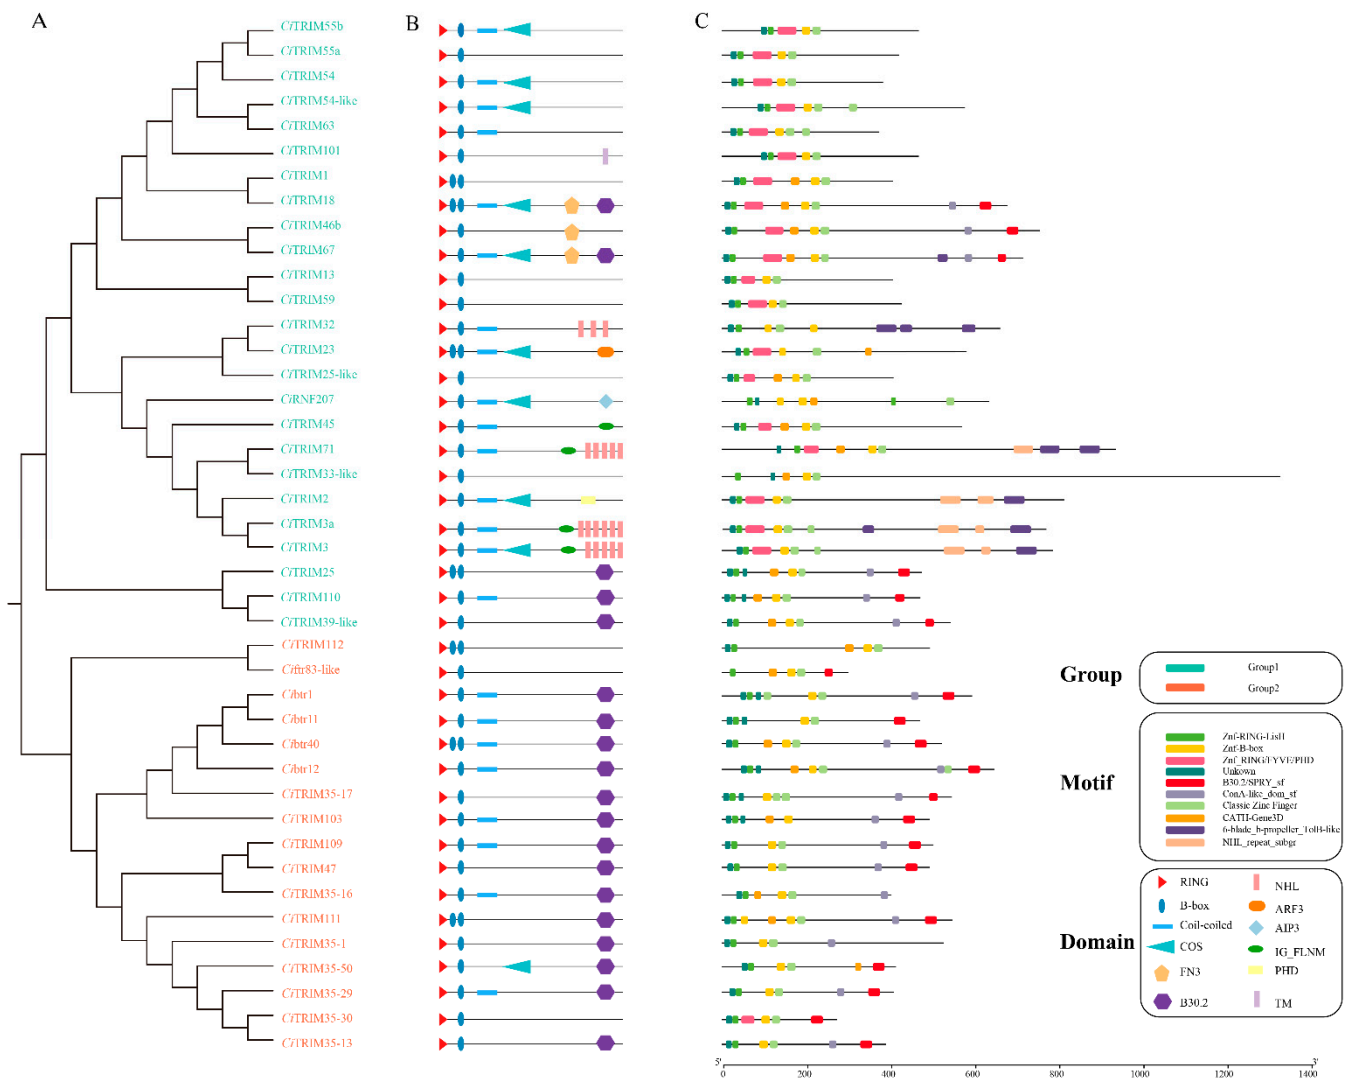 A
B
C
CiTRIM55b
CiTRIM55a
CiTRIM54
CiTRIM54-like
CiTRIM63
CiTRIM101
CiTRIM1
CiTRIM18
CiTRIM46b
CiTRIM67
CiTRIM13
CiTRIM59
CiTRIM32
CiTRIM23
CiTRIM25-like
CiRNF207
CiTRIM45
CiTRIM71
CiTRIM33-like
CiTRIM2
CiTRIM3a
CiTRIM3
CiTRIM25
CiTRIM110
CiTRIM39-like
CiTRIM112
Ciftr83-like
Cibtr1
Cibtr11
Cibtr40
Cibtr12
CiTRIM35-17
CiTRIM103
CiTRIM109
CiTRIM47
CiTRIM35-16
CiTRIM111
CiTRIM35-1
CiTRIM35-50
CiTRIM35-29
CiTRIM35-30
CiTRIM35-13
Group
Group1
Group2
Motif
Znf-RING-LisH
Znf-B-box
Znf_RING/FYVE/PHD
Unkown
B30.2/SPRY_sf
ConA-like_dom_sf
Classic Zinc Finger
CATH-Gene3D
6-blade_b-propeller_TolB-like
NHL_repeat_subgr
Domain
RING
B-box
Coil-coiled
COS
FN3
B30.2
NHL
ARF3
AIP3
IG_FLNM
PHD
TM
5'
0
200
400
600
800
1000
1200
1400
3'